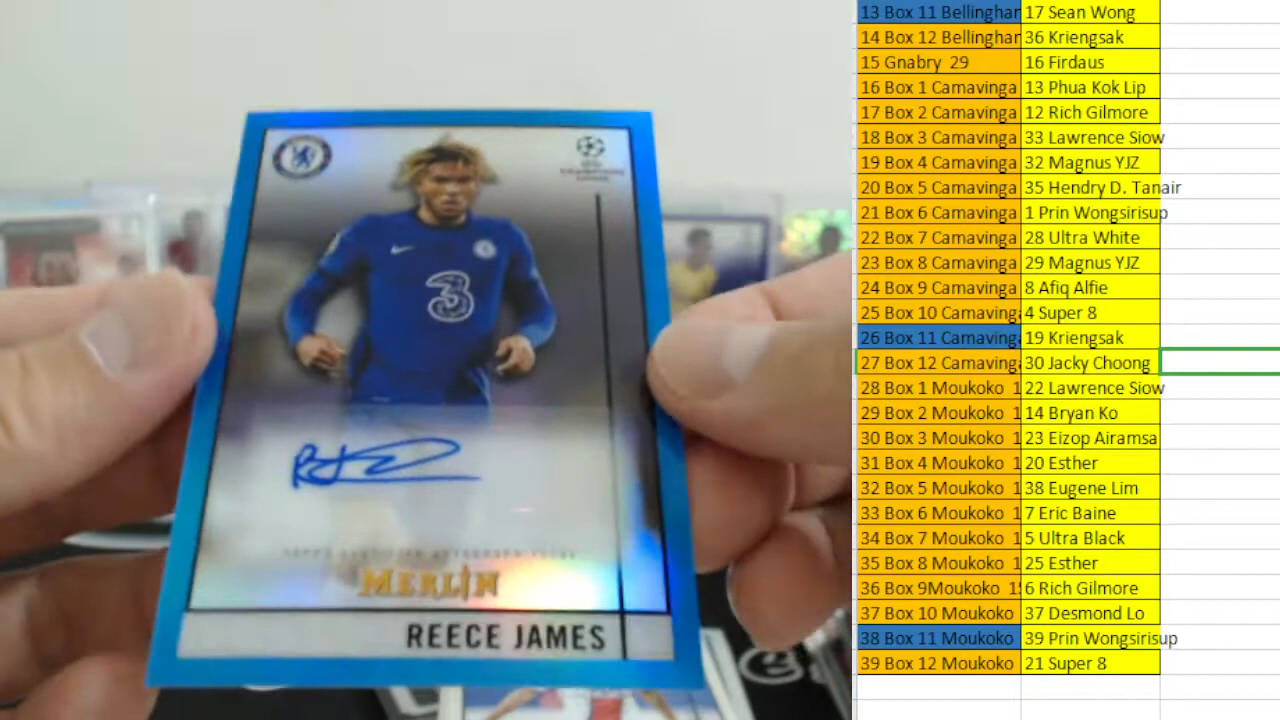 3
TOPPS CERTIFIED AUTOGRAPH ISSUE
MERLIN
REECE JAMES
13 Box 11 Bellinghar 17 Sean Wong
14 Box 12 Bellinghar 36 Kriengsak
15 Gnabry 29 16 Firdaus
16 Box 1 Camavinga 13 Phua Kok Lip
17 Box 2 Camavinga 12 Rich Gilmore
18 Box 3 Camavinga 33 Lawrence Siow
19 Box 4 Camavinga 32 Magnus YJZ
20 Box 5 Camavinga 35 Hendry D. Tanair
21 Box 6 Camavinga 1 Prin Wongsirisup
22 Box 7 Camavinga 28 Ultra White
23 Box 8 Camavinga 29 Magnus YJZ
24 Box 9 Camavinga 8 Afiq Alfie
25 Box 10 Camavinga 4 Super 8
26 Box 11 Camavinga 19 Kriengsak
27 Box 12 Camavinga 30 Jacky Choong
28 Box 1 Moukoko 1 22 Lawrence Siow
29 Box 2 Moukoko 1 14 Bryan Ko
30 Box 3 Moukoko 1 23 Eizop Airamsa
31 Box 4 Moukoko 1 20 Esther
32 Box 5 Moukoko 1 38 Eugene Lim
33 Box 6 Moukoko 1 7 Eric Baine
34 Box 7 Moukoko 1 5 Ultra Black
35 Box 8 Moukoko 1 25 Esther
36 Box 9Moukoko 15 6 Rich Gilmore
37 Box 10 Moukoko 37 Desmond Lo
38 Box 11 Moukoko 39 Prin Wongsirisup
39 Box 12 Moukoko 21 Super 8